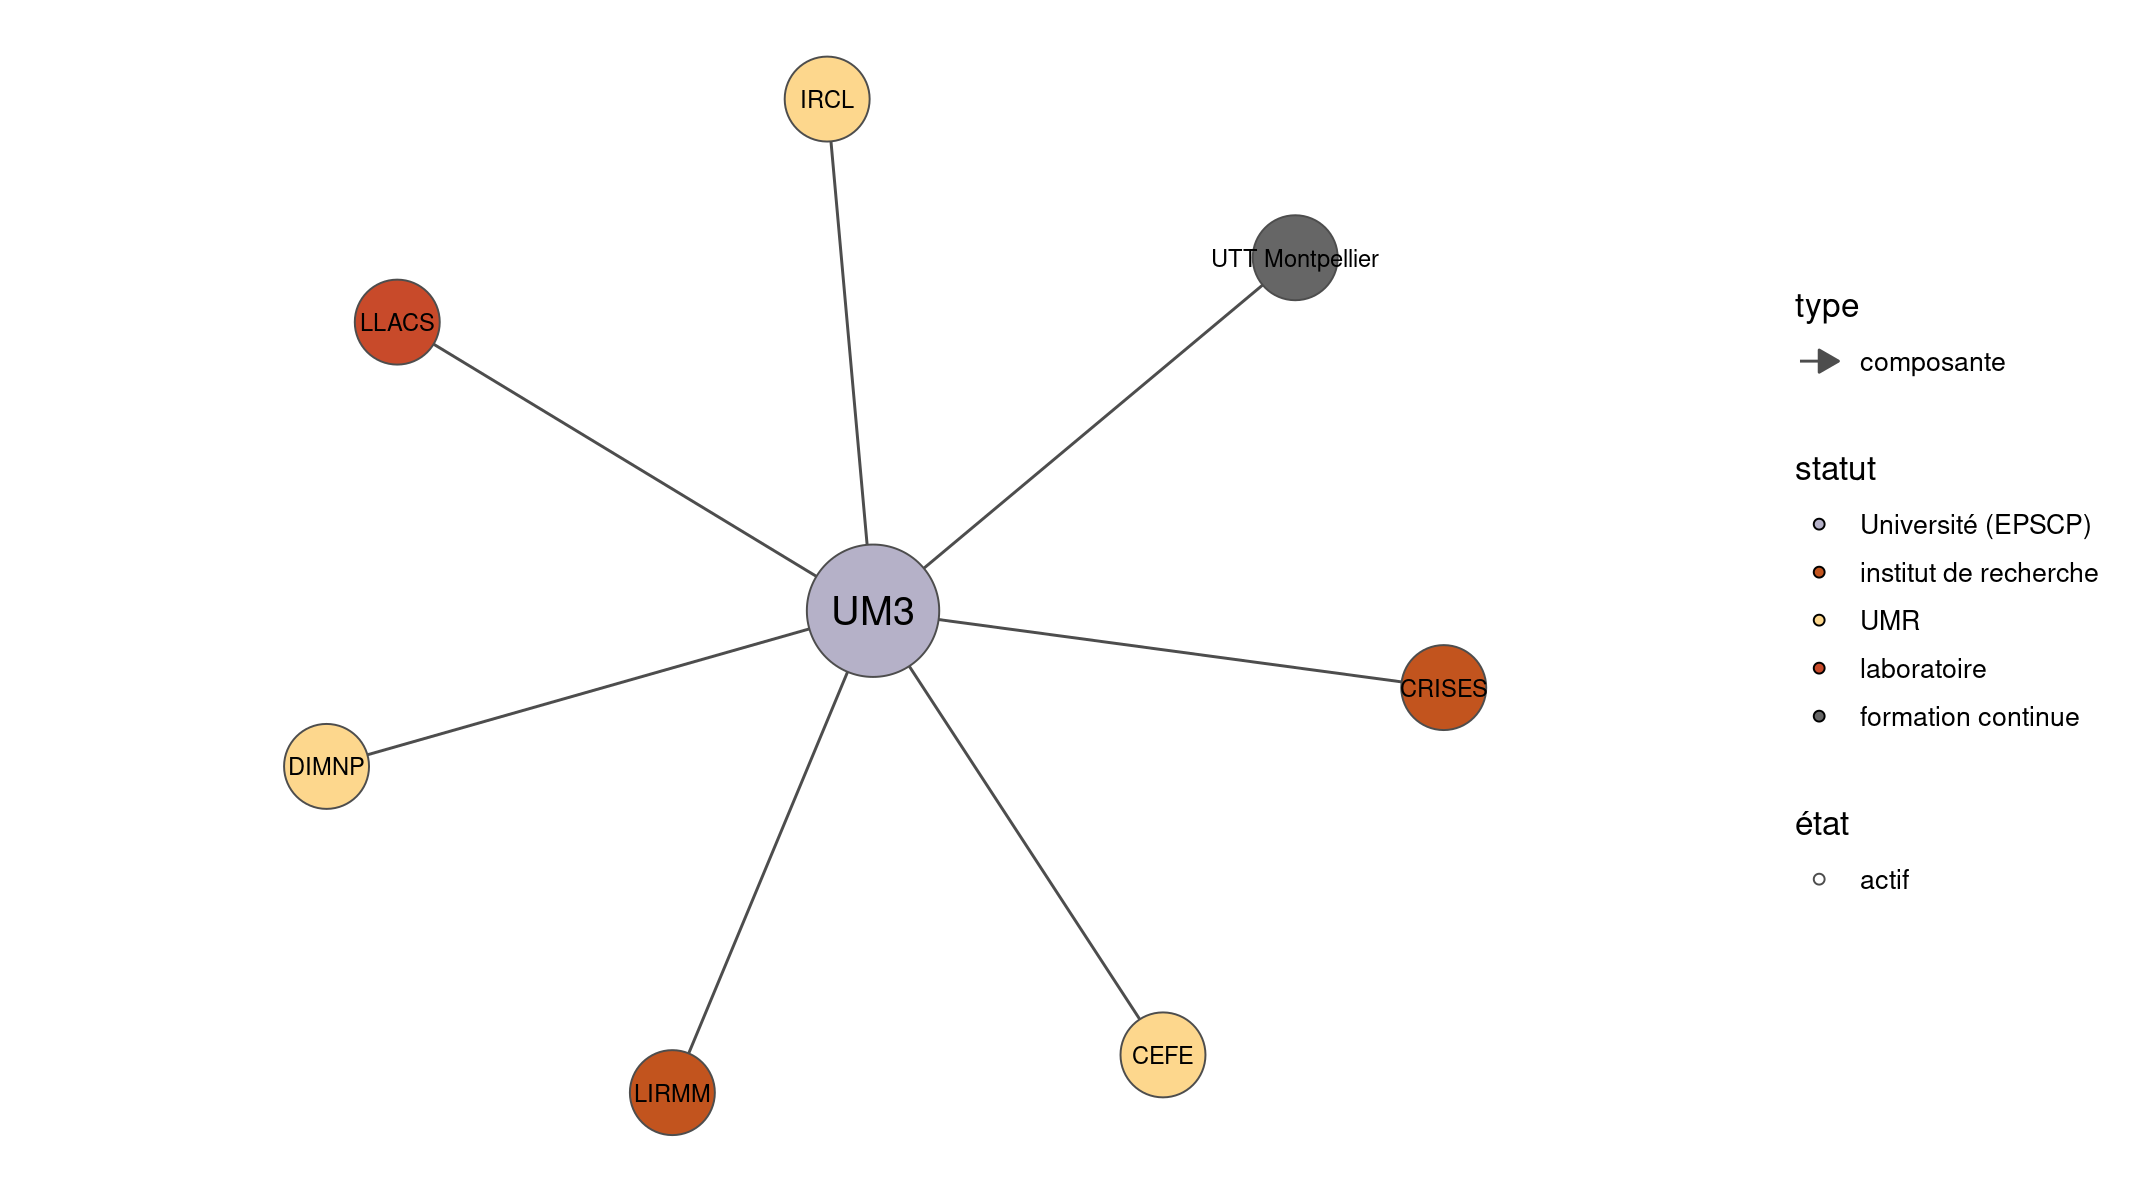 IRCL
UTT Montpellier
LLACS
UM3
CRISES
DIMNP
CEFE
LIRMM
type
composante
statut
Université (EPSCP)
institut de recherche
UMR
laboratoire
formation continue
état
actif